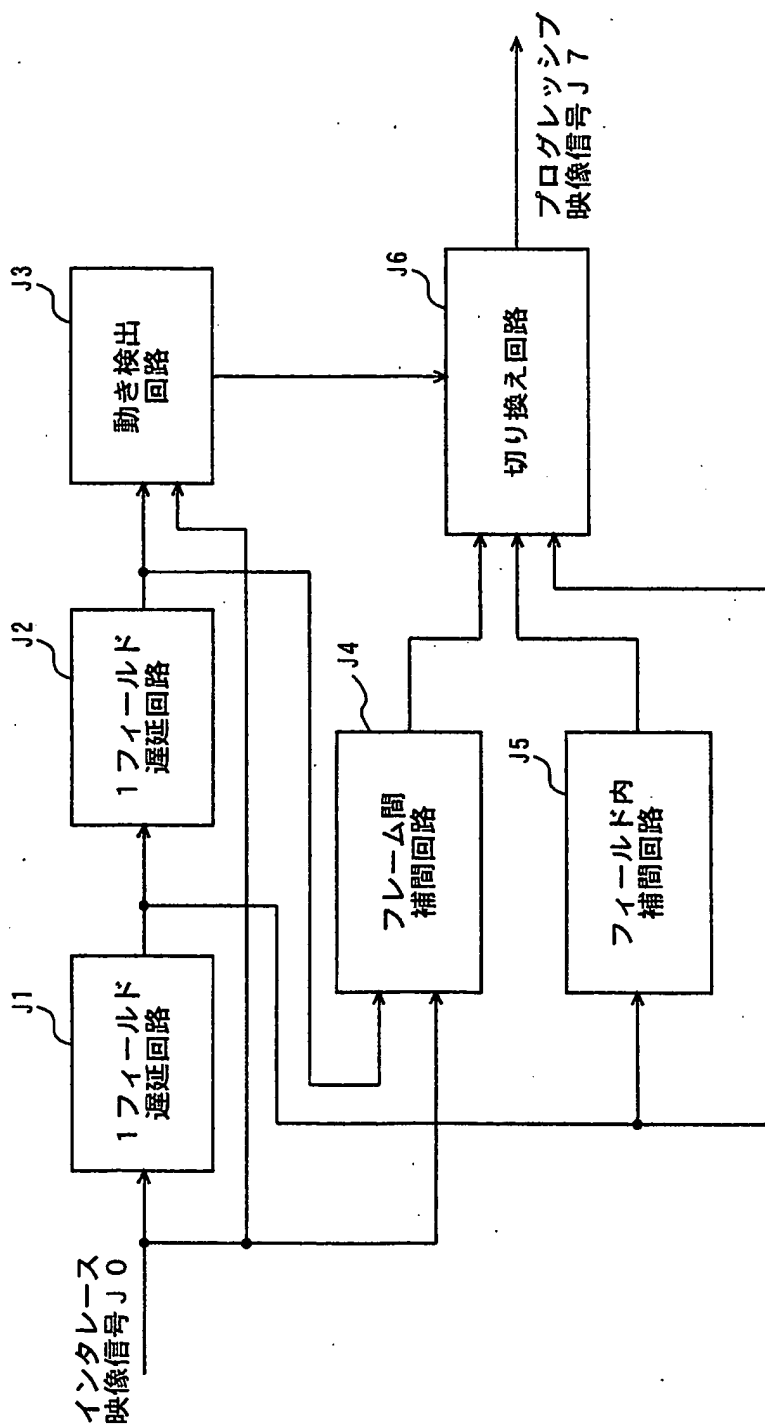 インタレース
映像信号J0
J1
1フィールド
遅延回路
J2
1フィールド
遅延回路
J3
動き検出
回路
J4
フレーム間
補間回路
J5
フィールド内
補間回路
J6
切り換え回路
プログレッシブ
映像信号J7